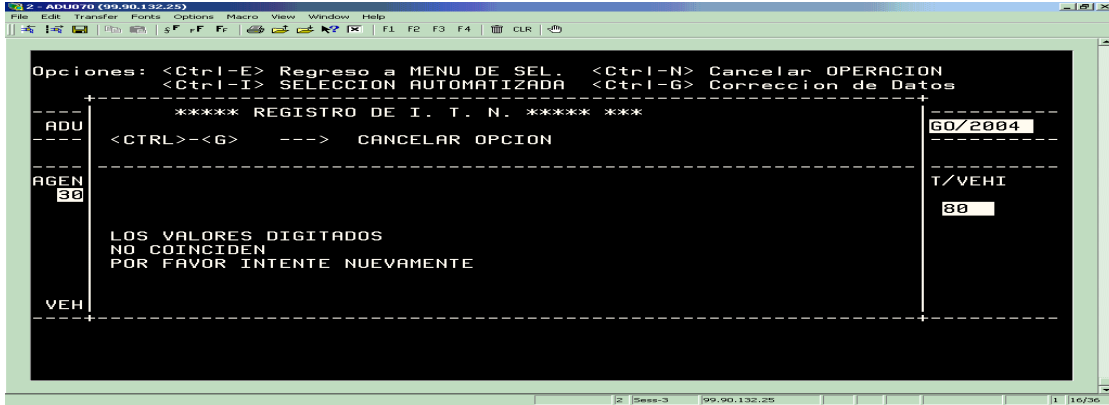 2 - ADU070 (99.90.132.25)
File Edit Transfer Fonts Options Macro View Window Help
F1 F2 F3 F4 CLR
Opciones: <Ctrl-E> Regreso a MENU DE SEL. <Ctrl-N> Cancelar OPERACION
<Ctrl-I> SELECCION AUTOMATIZADA <Ctrl-G> Correccion de Datos
***** REGISTRO DE I. T. N. ***** ***
ADU GO/2004
<CTRL>-<G> ---> CANCELAR OPCION
AGEN T/VEHI
30 80
LOS VALORES DIGITADOS
NO COINCIDEN
POR FAVOR INTENTE NUEVAMENTE
VEH
2 Sess-3 99.90.132.25 1 16/36